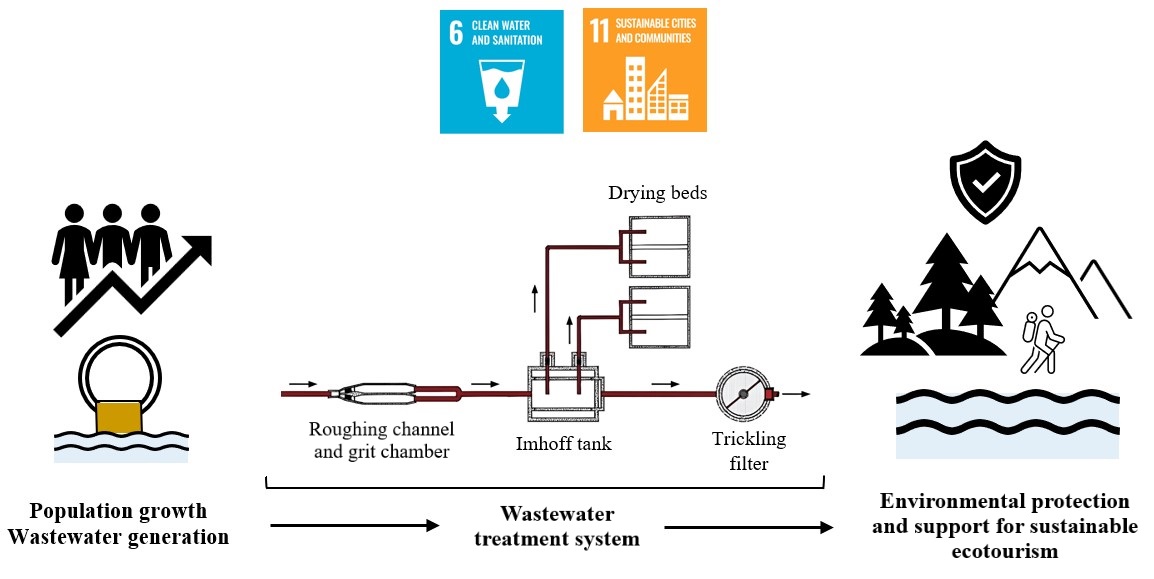 6 CLEAN WATER
AND SANITATION
11 SUSTAINABLE CITIES
AND COMMUNITIES
Drying beds
Roughing channel
and grit chamber
Imhoff tank
Trickling
filter
Population growth
Wastewater generation
Wastewater
treatment system
Environmental protection
and support for sustainable
ecotourism